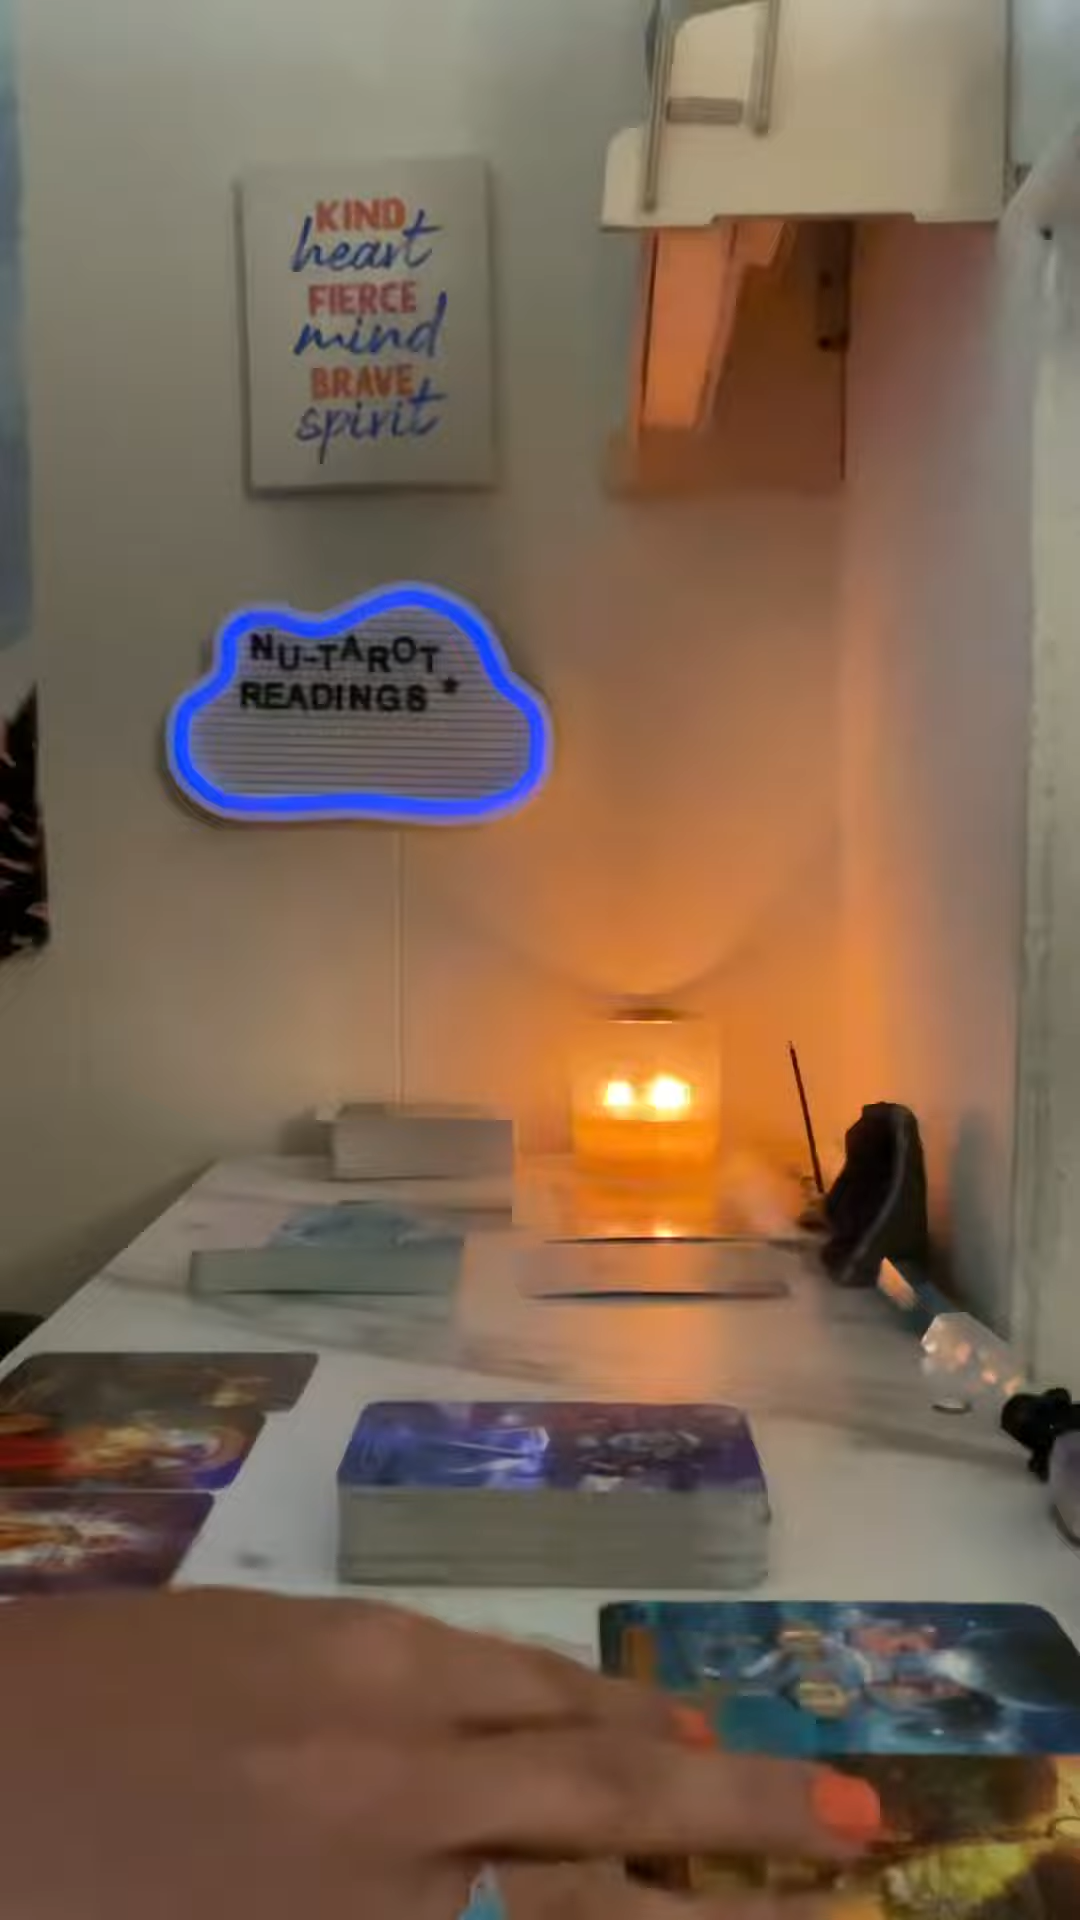 KIND
heart
FIERCE
mind
BRAVE
spirit
NU-TAROT
READINGS *